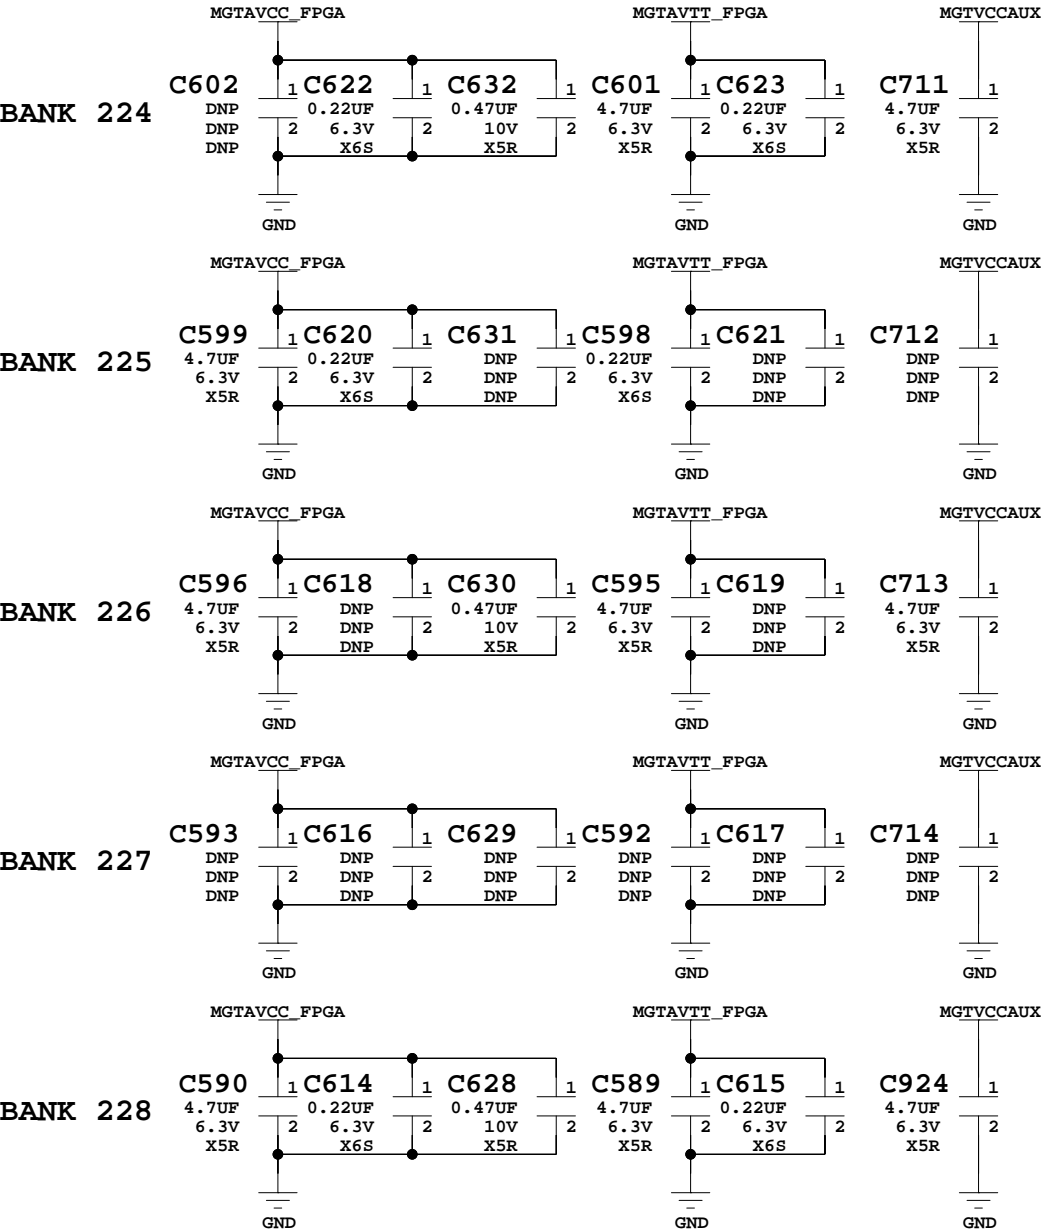 MGTAVCC_FPGA MGTAVTT_FPGA MGTVCCAUX
C602 1 C622 1 C632 1 C601 1 C623 1 C711 1
BANK 224 DNP 0.22UF 0.47UF 4.7UF 0.22UF 4.7UF
DNP 2 6.3V 2 10V 2 6.3V 2 6.3V 2 6.3V 2
DNP X6S X5R X5R X6S X5R
GND GND
MGTAVCC_FPGA MGTAVTT_FPGA MGTVCCAUX
C599 1 C620 1 C631 1 C598 1 C621 1 C712 1
BANK 225 4.7UF 0.22UF DNP 0.22UF DNP DNP
6.3V 2 6.3V 2 DNP 2 6.3V 2 DNP 2 DNP 2
X5R X6S DNP X6S DNP DNP
GND GND
MGTAVCC_FPGA MGTAVTT_FPGA MGTVCCAUX
C596 1 C618 1 C630 1 C595 1 C619 1 C713 1
BANK 226 4.7UF DNP 0.47UF 4.7UF DNP 4.7UF
6.3V 2 DNP 2 10V 2 6.3V 2 DNP 2 6.3V 2
X5R DNP X5R X5R DNP X5R
GND GND
MGTAVCC_FPGA MGTAVTT_FPGA MGTVCCAUX
C593 1 C616 1 C629 1 C592 1 C617 1 C714 1
BANK 227 DNP DNP DNP DNP DNP DNP
DNP 2 DNP 2 DNP 2 DNP 2 DNP 2 DNP 2
DNP DNP DNP DNP DNP DNP
GND GND
MGTAVCC_FPGA MGTAVTT_FPGA MGTVCCAUX
C590 1 C614 1 C628 1 C589 1 C615 1 C924 1
BANK 228 4.7UF 0.22UF 0.47UF 4.7UF 0.22UF 4.7UF
6.3V 2 6.3V 2 10V 2 6.3V 2 6.3V 2 6.3V 2
X5R X6S X5R X5R X6S X5R
GND GND